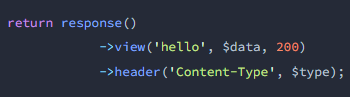 return response()
->view('hello', $data, 200)
->header('Content-Type', $type);